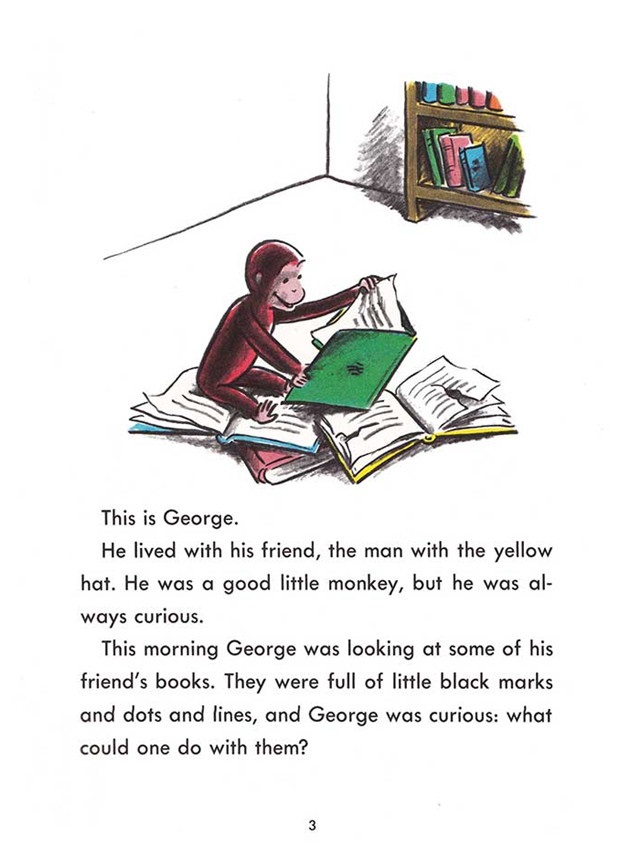 This is George.
He lived with his friend, the man with the yellow
hat. He was a good little monkey, but he was al-
ways curious.
This morning George was looking at some of his
friend's books. They were full of little black marks
and dots and lines, and George was curious: what
could one do with them?
3